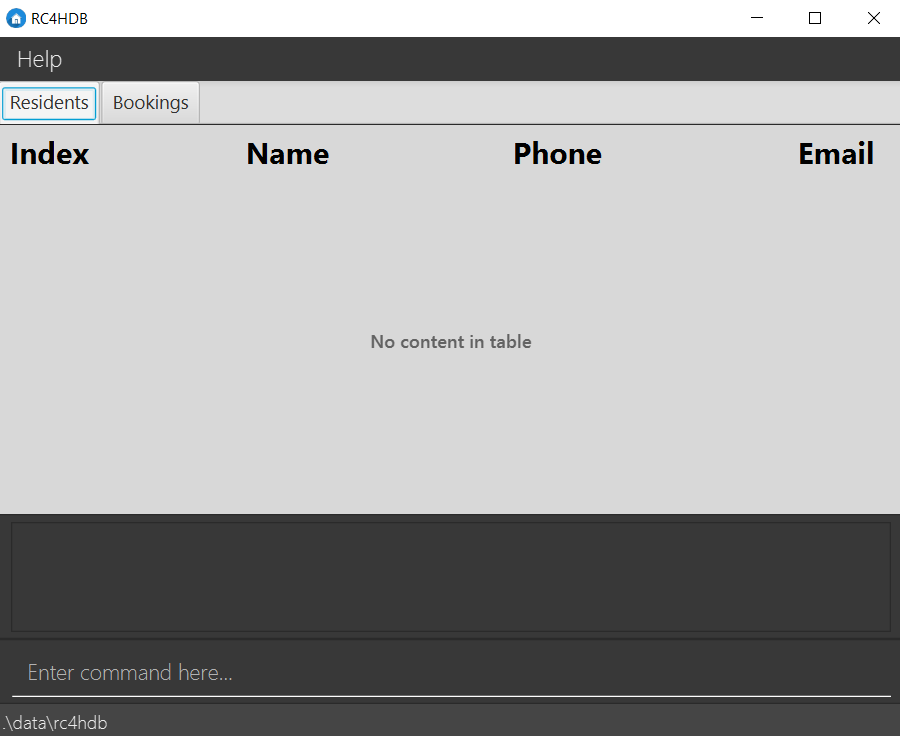 RC4HDB
Help
Residents Bookings
Index Name Phone Email
No content in table
Enter command here...
.\data\rc4hdb